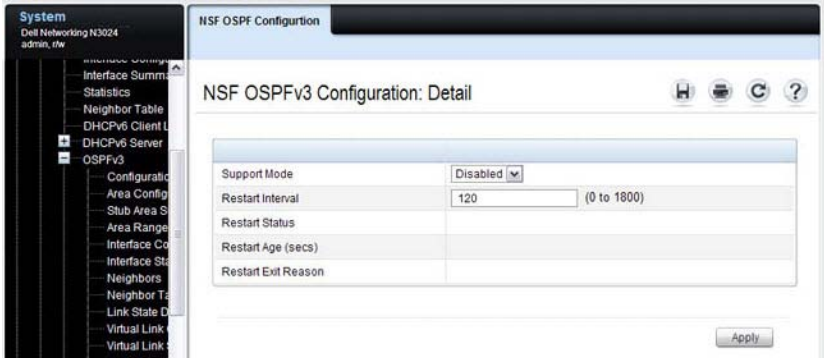 System
Dell Networking N3024
admin, r/w
NSF OSPF Configurtion
Interface Summa
Statistics
Neighbor Table
DHCPv6 Client L
DHCPv6 Server
OSPFv3
Configuratio
Area Config
Stub Area S
Area Range
Interface Co
Interface Sta
Neighbors
Neighbor Ta
Link State D
Virtual Link
Virtual Link
NSF OSPFv3 Configuration: Detail
Support Mode Disabled
Restart Interval 120 (0 to 1800)
Restart Status
Restart Age (secs)
Restart Exit Reason
Apply